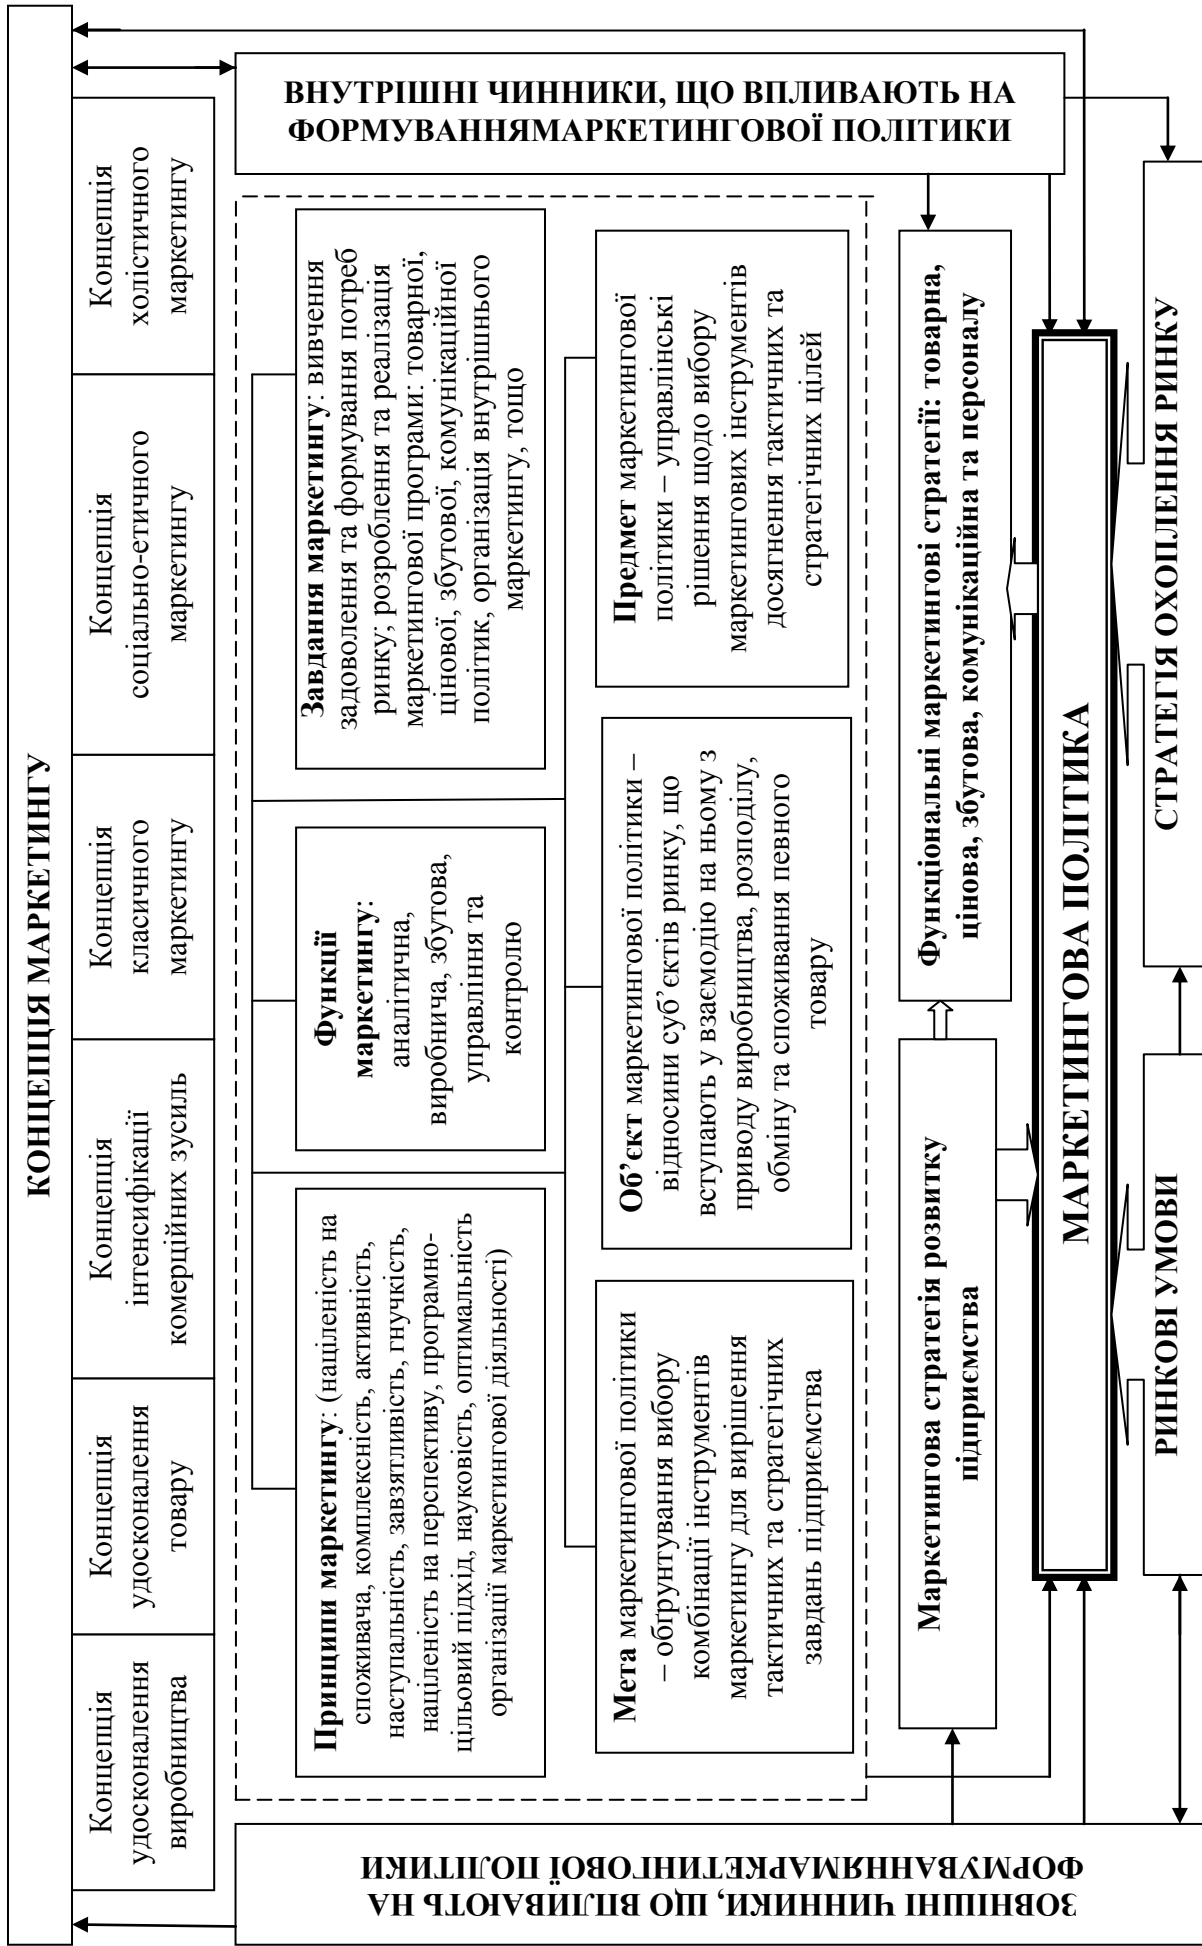 КОНЦЕПЦІЯ МАРКЕТИНГУ
Концепція
удосконалення
виробництва
Концепція
удосконалення
товару
Концепція
інтенсифікації
комерційних зусиль
Концепція
класичного
маркетингу
Концепція
соціально-етичного
маркетингу
Концепція
холістичного
маркетингу
ЗОВНІШНІ ЧИННИКИ, ЩО ВПЛИВАЮТЬ НА
ФОРМУВАННЯМАРКЕТИНГОВОЇ ПОЛІТИКИ
Принципи маркетингу: (націленість на
споживача, комплексність, активність,
наступальність, завзятливість, гнучкість,
націленість на перспективу, програмно-
цільовий підхід, науковість, оптимальність
організації маркетингової діяльності)
Функції
маркетингу:
аналітична,
виробнича, збутова,
управління та
контролю
Завдання маркетингу: вивчення
задоволення та формування потреб
ринку; розроблення та реалізація
маркетингової програми: товарної,
цінової, збутової, комунікаційної
політик, організація внутрішнього
маркетингу, тощо
Мета маркетингової політики
– обґрунтування вибору
комбінації інструментів
маркетингу для вирішення
тактичних та стратегічних
завдань підприємства
Об’єкт маркетингової політики –
відносини суб’єктів ринку, що
вступають у взаємодію на ньому з
приводу виробництва, розподілу,
обміну та споживання певного
товару
Предмет маркетингової
політики – управлінські
рішення щодо вибору
маркетингових інструментів
досягнення тактичних та
стратегічних цілей
ВНУТРІШНІ ЧИННИКИ, ЩО ВПЛИВАЮТЬ НА
ФОРМУВАННЯМАРКЕТИНГОВОЇ ПОЛІТИКИ
Маркетингова стратегія розвитку
підприємства
Функціональні маркетингові стратегії: товарна,
цінова, збутова, комунікаційна та персоналу
МАРКЕТИНГОВА ПОЛІТИКА
РИНКОВІ УМОВИ
СТРАТЕГІЯ ОХОПЛЕННЯ РИНКУ